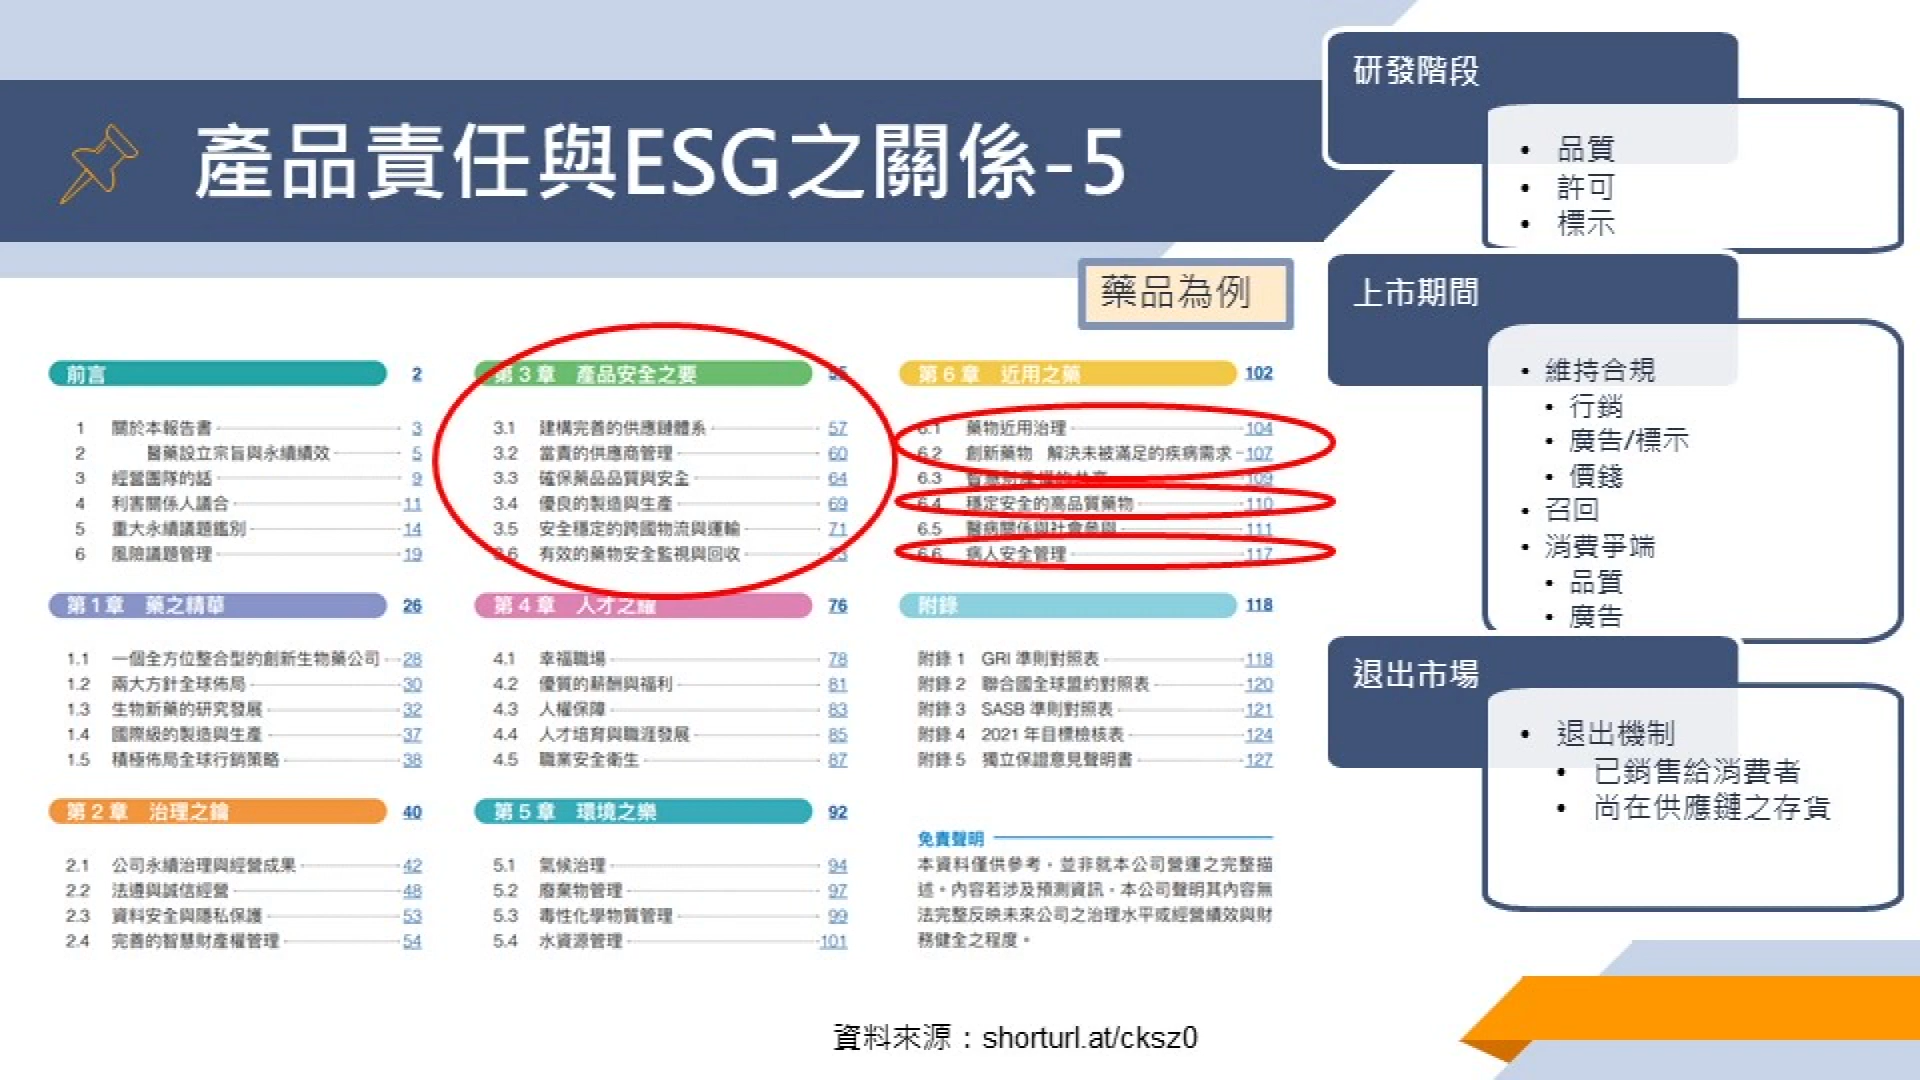 產品責任與ESG之關係-5
藥品為例
前言 2
1 關於本報告書 3
2 醫藥設立宗旨與永續績效 5
3 經營團隊的話 9
4 利害關係人議合 11
5 重大永續議題鑑別 14
6 風險議題管理 19
第1章 藥之精華 26
1.1 一個全方位整合型的創新生物藥公司 28
1.2 兩大方針全球佈局 30
1.3 生物新藥的研究發展 32
1.4 國際級的製造與生產 37
1.5 積極佈局全球行銷策略 38
第2章 治理之鑰 40
2.1 公司永續治理與經營成果 42
2.2 法遵與誠信經營 48
2.3 資料安全與隱私保護 53
2.4 完善的智慧財產權管理 54
第3章 產品安全之要
3.1 建構完善的供應鏈體系 57
3.2 當責的供應商管理 60
3.3 確保藥品品質與安全 64
3.4 優良的製造與生產 69
3.5 安全穩定的跨國物流與運輸 71
3.6 有效的藥物安全監視與回收 73
第4章 人才之耀 76
4.1 幸福職場 78
4.2 優質的薪酬與福利 81
4.3 人權保障 83
4.4 人才培育與職涯發展 85
4.5 職業安全衛生 87
第5章 環境之樂 92
5.1 氣候治理 94
5.2 廢棄物管理 97
5.3 毒性化學物質管理 99
5.4 水資源管理 101
第6章 近用之藥 102
6.1 藥物近用治理 104
6.2 創新藥物 解決未被滿足的疾病需求 107
6.3 智慧財產權的共享 109
6.4 穩定安全的高品質藥物 110
6.5 醫病關係與社會參與 111
6.6 病人安全管理 117
附錄 118
附錄1 GRI 準則對照表 118
附錄2 聯合國全球盟約對照表 120
附錄3 SASB 準則對照表 121
附錄4 2021 年目標檢核表 124
附錄5 獨立保證意見聲明書 127
免責聲明
本資料僅供參考,並非就本公司營運之完整描
述。內容若涉及預測資訊,本公司聲明其內容無
法完整反映未來公司之治理水平或經營績效與財
務健全之程度。
研發階段
• 品質
• 許可
• 標示
上市期間
• 維持合規
• 行銷
• 廣告/標示
• 價錢
• 召回
• 消費爭端
• 品質
• 廣告
退出市場
• 退出機制
• 已銷售給消費者
• 尚在供應鏈之存貨
資料來源:shorturl.at/cksz0